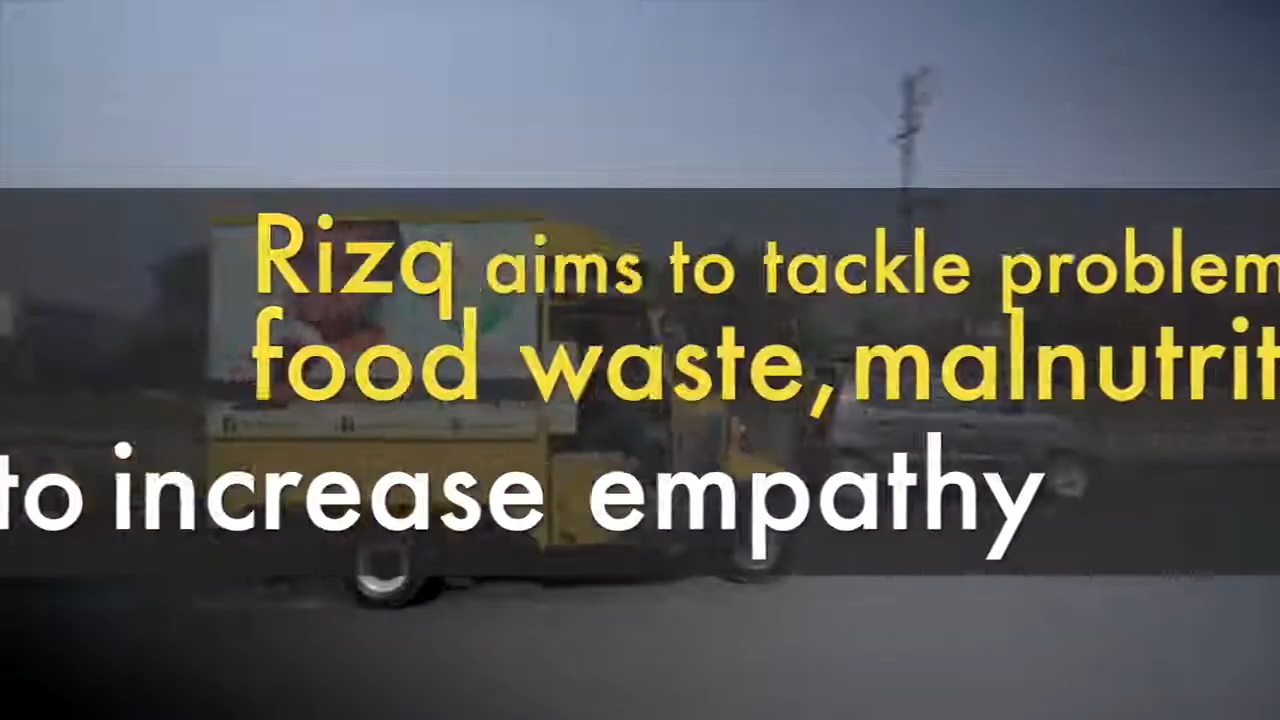 Rizq aims to tackle problem
food waste, malnutrit
to increase empathy